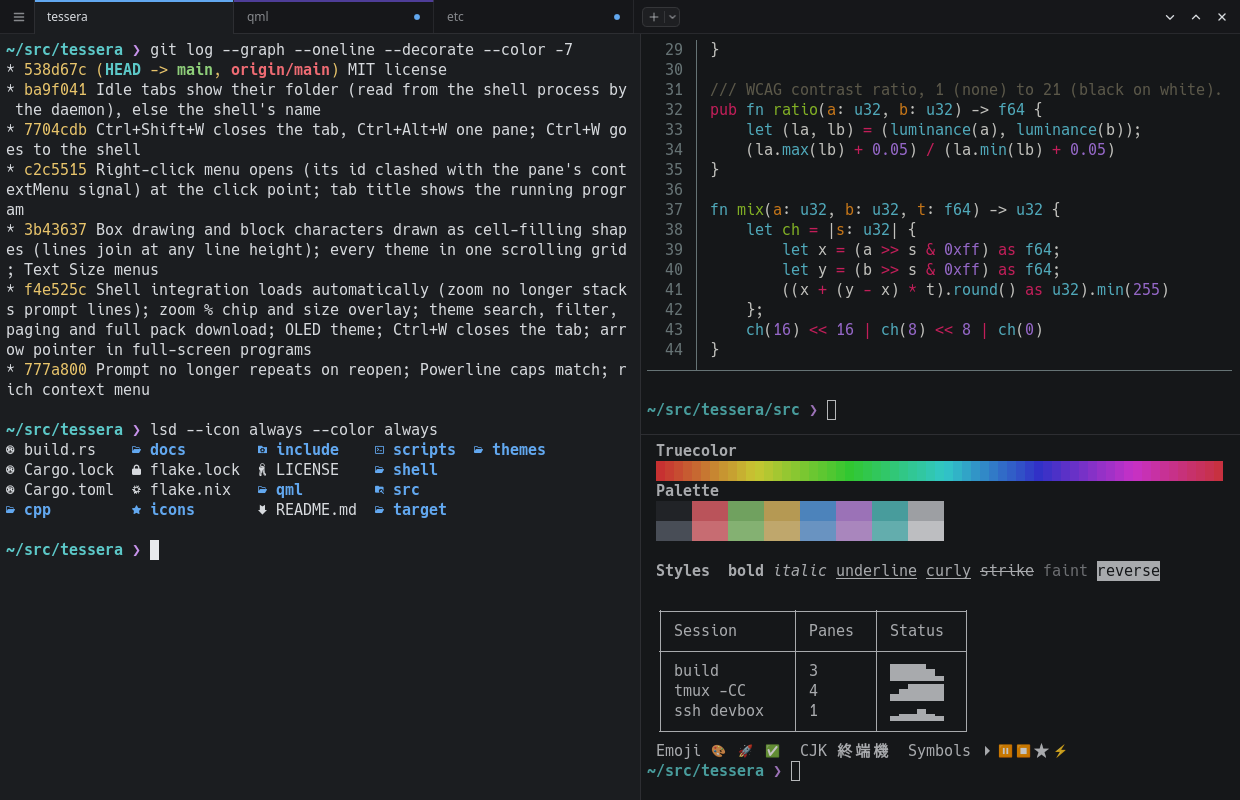 tessera
qml
etc
~/src/tessera ❯ git log --graph --oneline --decorate --color -7
* 538d67c (HEAD -> main, origin/main) MIT license
* ba9f041 Idle tabs show their folder (read from the shell process by
 the daemon), else the shell's name
* 7704cdb Ctrl+Shift+W closes the tab, Ctrl+Alt+W one pane; Ctrl+W go
es to the shell
* c2c5515 Right-click menu opens (its id clashed with the pane's cont
extMenu signal) at the click point; tab title shows the running progr
am
* 3b43637 Box drawing and block characters drawn as cell-filling shap
es (lines join at any line height); every theme in one scrolling grid
; Text Size menus
* f4e525c Shell integration loads automatically (zoom no longer stack
s prompt lines); zoom % chip and size overlay; theme search, filter,
paging and full pack download; OLED theme; Ctrl+W closes the tab; arr
ow pointer in full-screen programs
* 777a800 Prompt no longer repeats on reopen; Powerline caps match; r
ich context menu
~/src/tessera ❯ lsd --icon always --color always
build.rs docs include scripts themes
Cargo.lock flake.lock LICENSE shell
Cargo.toml flake.nix qml src
cpp icons README.md target
~/src/tessera ❯
29 }
30
31 /// WCAG contrast ratio, 1 (none) to 21 (black on white).
32 pub fn ratio(a: u32, b: u32) -> f64 {
33     let (la, lb) = (luminance(a), luminance(b));
34     (la.max(lb) + 0.05) / (la.min(lb) + 0.05)
35 }
36
37 fn mix(a: u32, b: u32, t: f64) -> u32 {
38     let ch = |s: u32| {
39         let x = (a >> s & 0xff) as f64;
40         let y = (b >> s & 0xff) as f64;
41         ((x + (y - x) * t).round() as u32).min(255)
42     };
43     ch(16) << 16 | ch(8) << 8 | ch(0)
44 }
~/src/tessera/src ❯
Truecolor
Palette
Styles bold italic underline curly strike faint reverse
Session Panes Status
build 3
tmux -CC 4
ssh devbox 1
Emoji 🎨 🚀 ✅ CJK 終端機 Symbols ⏵⏸⏹★⚡
~/src/tessera ❯